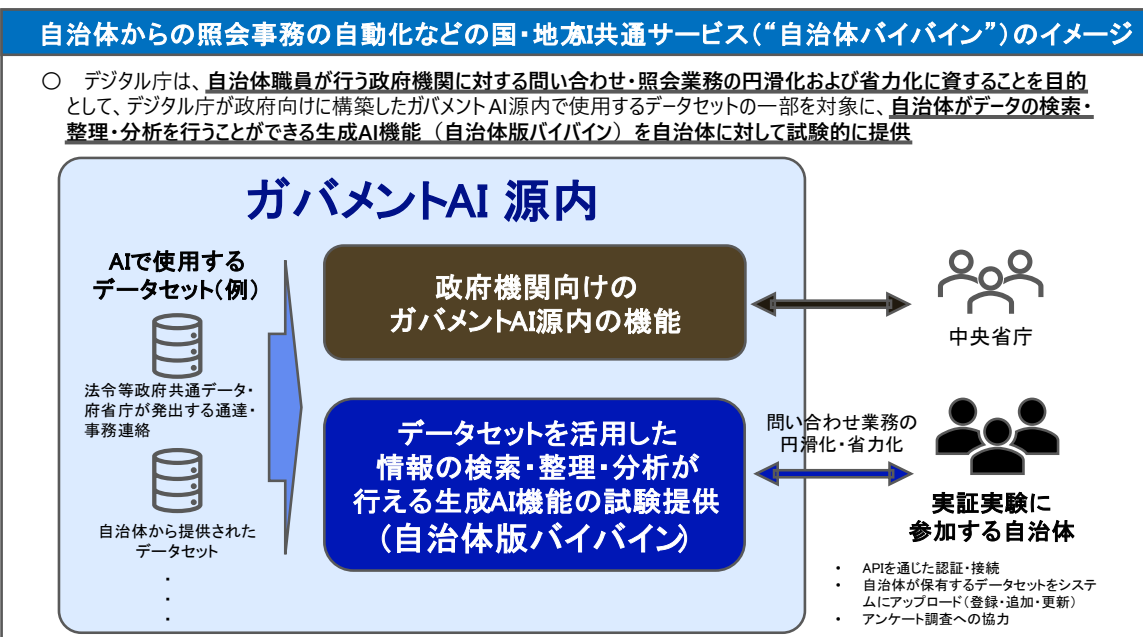 自治体からの照会事務の自動化などの国・地方AI共通サービス(“自治体バイバイン”)のイメージ
○ デジタル庁は、自治体職員が行う政府機関に対する問い合わせ・照会業務の円滑化および省力化に資することを目的
として、デジタル庁が政府向けに構築したガバメントAI源内で使用するデータセットの一部を対象に、自治体がデータの検索・
整理・分析を行うことができる生成AI機能(自治体版バイバイン)を自治体に対して試験的に提供
ガバメントAI 源内
AIで使用する
データセット(例)
法令等政府共通データ・
府省庁が発出する通達・
事務連絡
自治体から提供された
データセット
・
・
・
政府機関向けの
ガバメントAI源内の機能
中央省庁
データセットを活用した
情報の検索・整理・分析が
行える生成AI機能の試験提供
(自治体版バイバイン)
問い合わせ業務の
円滑化・省力化
実証実験に
参加する自治体
• APIを通じた認証・接続
• 自治体が保有するデータセットをシステ
ムにアップロード(登録・追加・更新)
• アンケート調査への協力